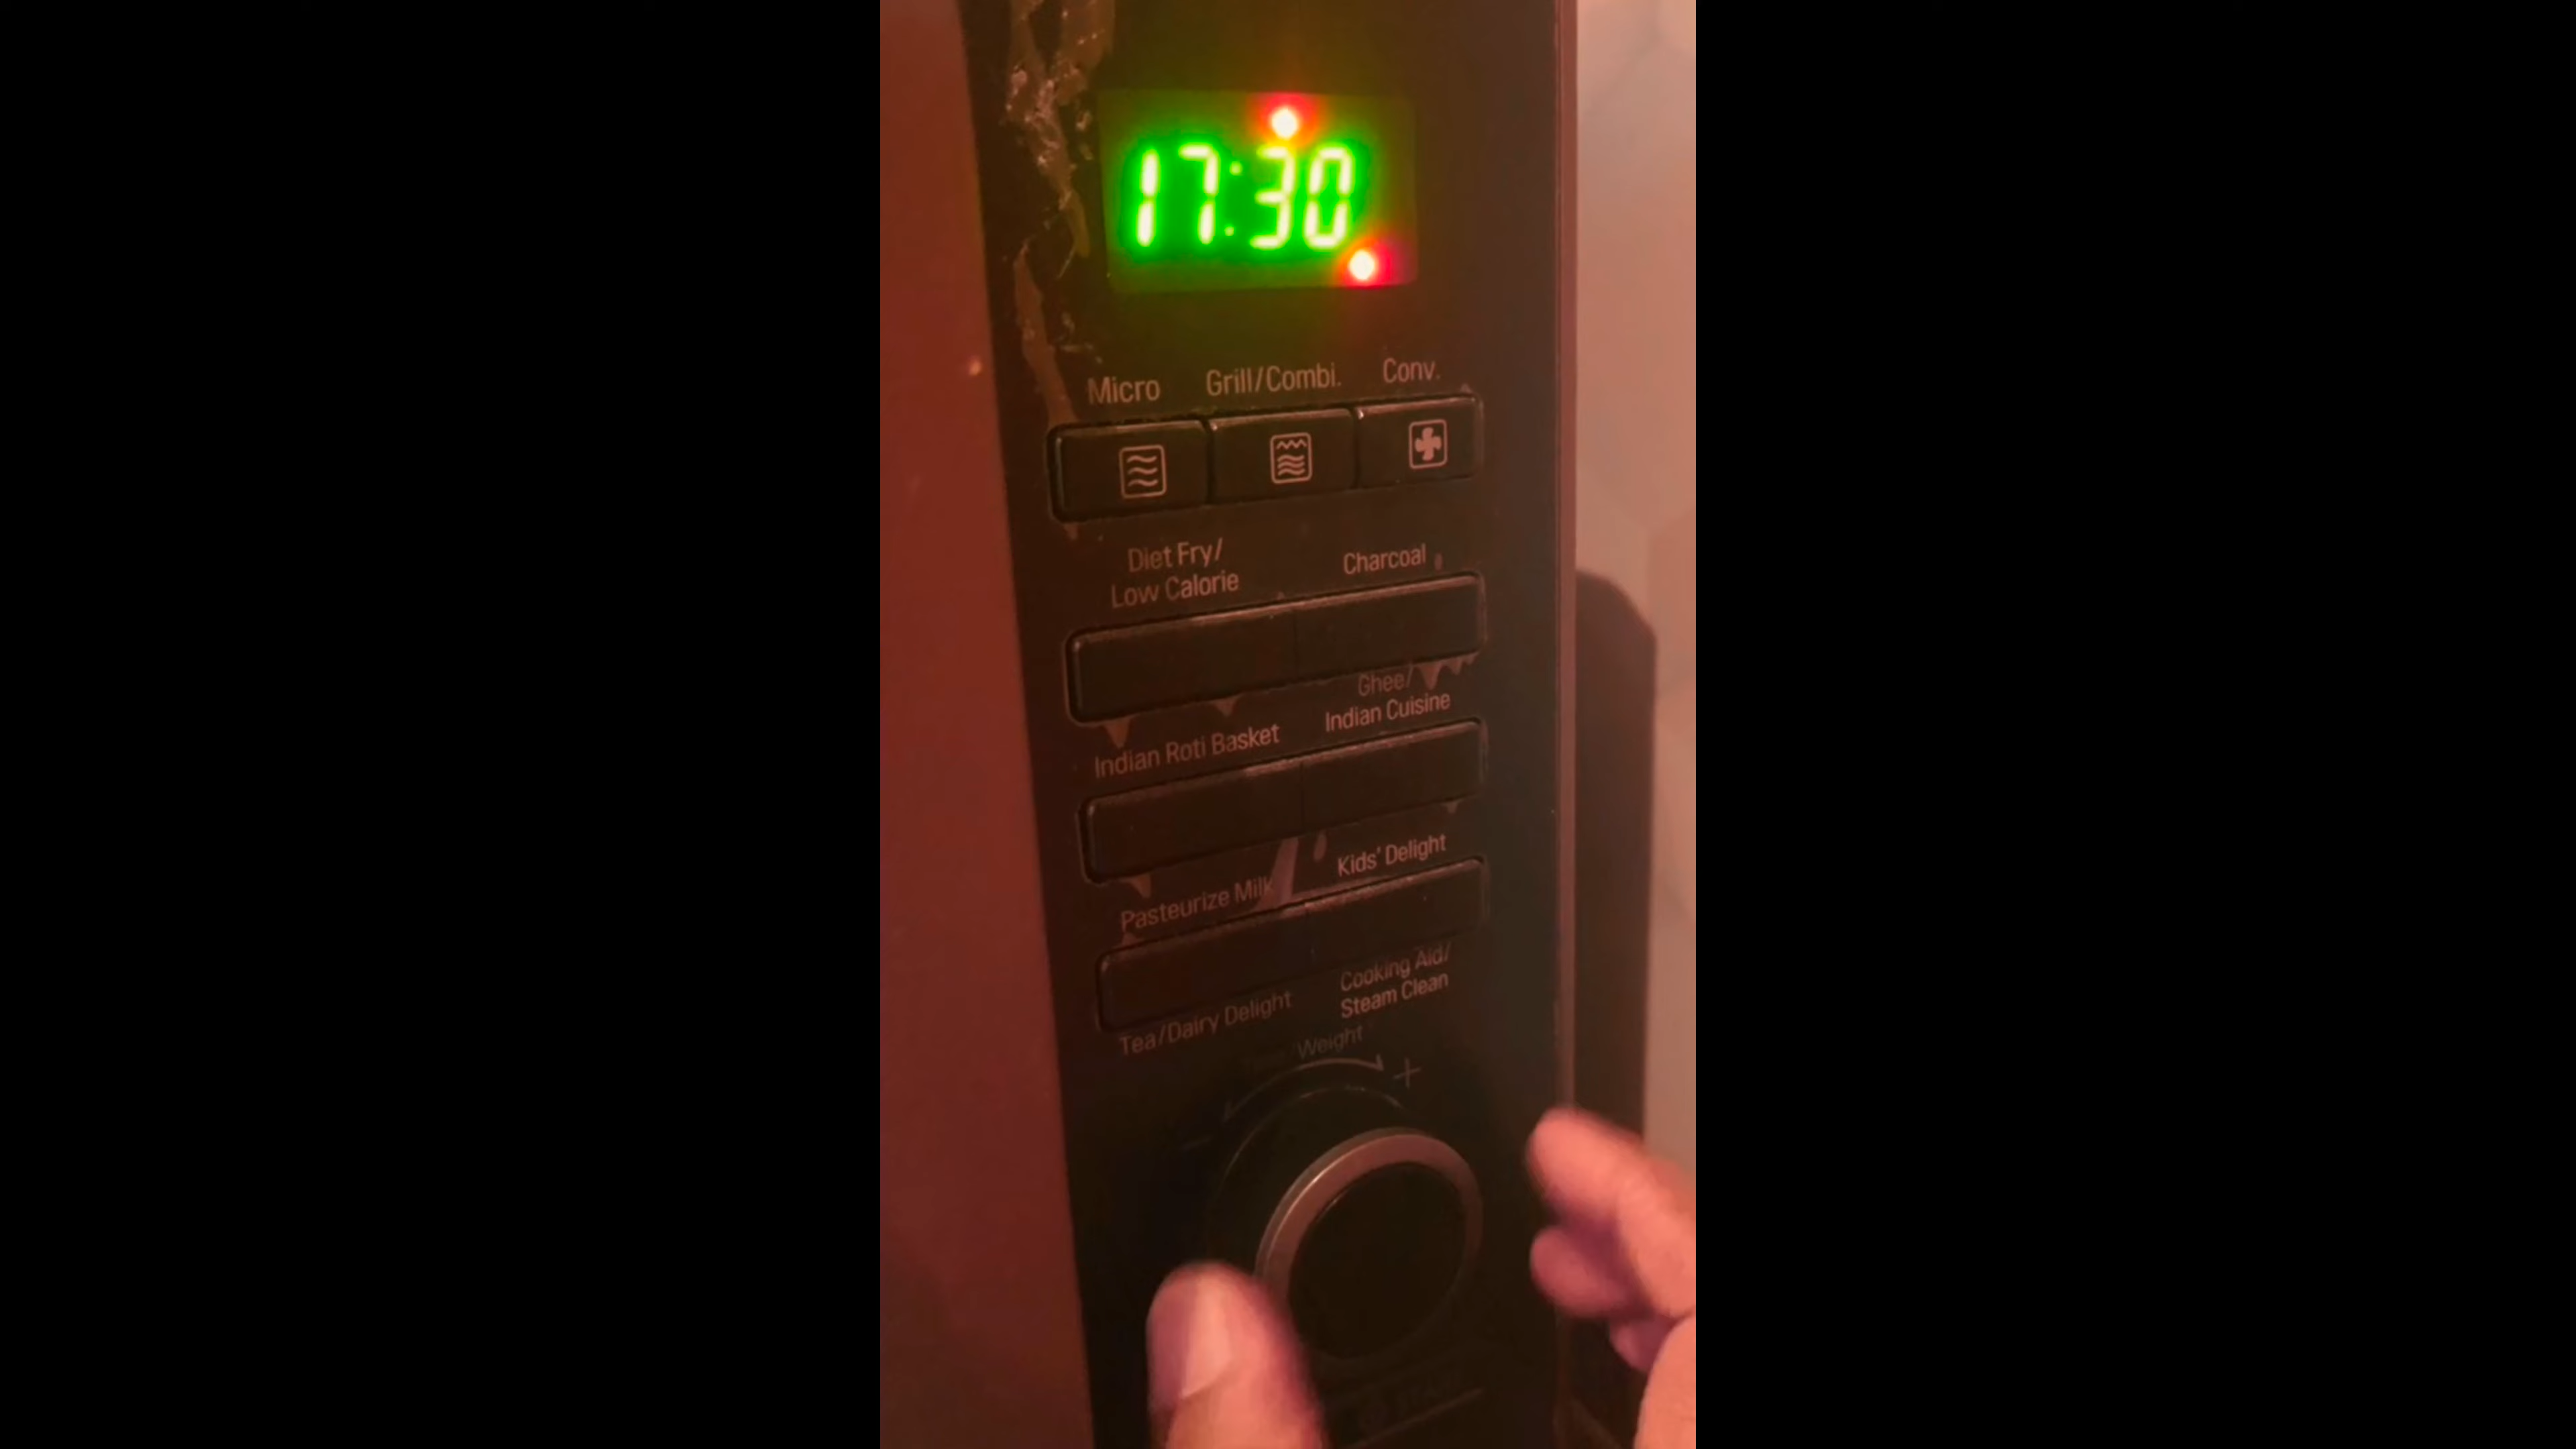 17:30
Micro Grill/Combi. Conv.
Diet Fry/
Low Calorie
Charcoal
Indian Roti Basket
Ghee/
Indian Cuisine
Pasteurize Milk
Kids' Delight
Tea/Dairy Delight
Cooking Aid/
Steam Clean
Weight
- +